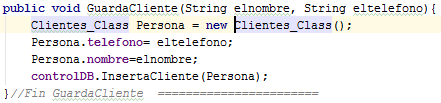 public void GuardaCliente(String elnombre, String eltelefono){
Clientes_Class Persona = new Clientes_Class();
Persona.telefono= eltelefono;
Persona.nombre=elnombre;
controlDB.InsertaCliente(Persona);
}//Fin GuardaCliente =======================